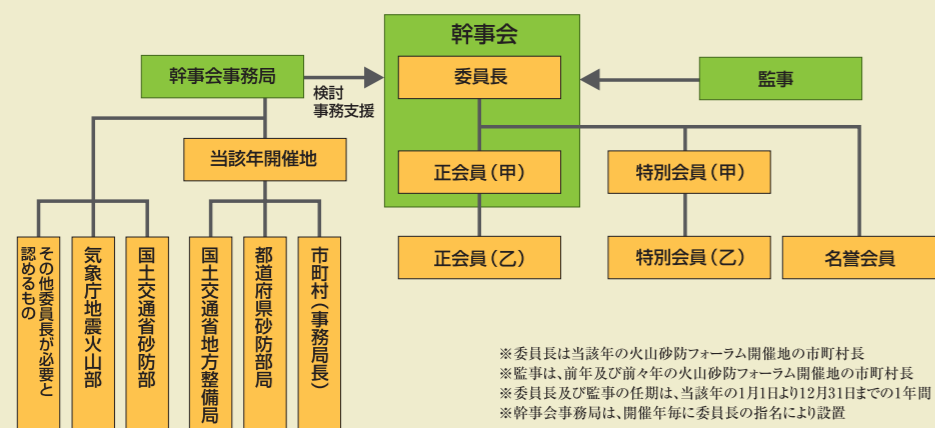 幹事会
幹事会事務局
委員長
監事
検討
事務支援
当該年開催地
正会員（甲）
特別会員（甲）
正会員（乙）
特別会員（乙）
名誉会員
その他委員長が必要と
認めるもの
気象庁地震火山部
国土交通省砂防部
国土交通省地方整備局
都道府県砂防部局
市町村（事務局長）
※委員長は当該年の火山砂防フォーラム開催地の市町村長
※監事は、前年及び前々年の火山砂防フォーラム開催地の市町村長
※委員長及び監事の任期は、当該年の1月1日より12月31日までの1年間
※幹事会事務局は、開催年毎に委員長の指名により設置